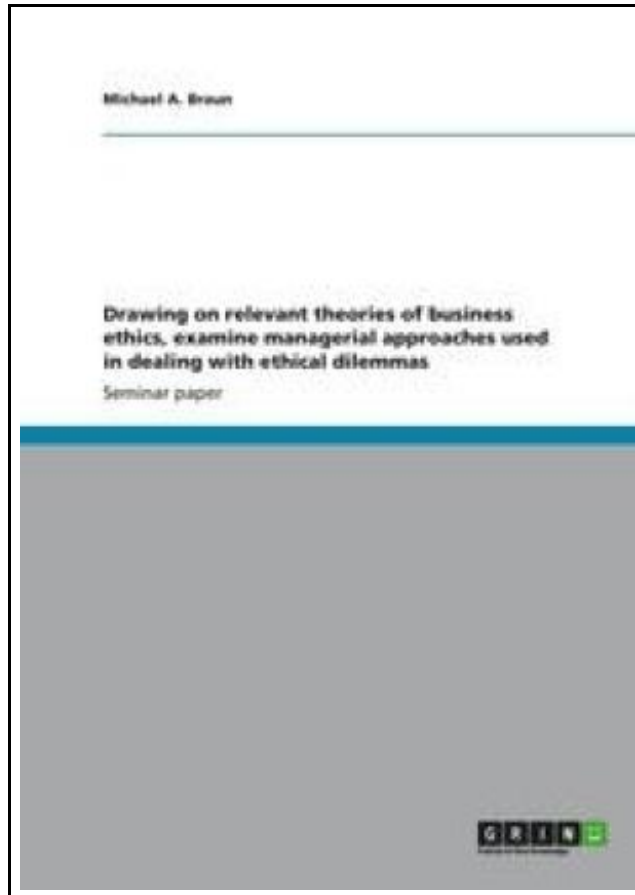 Michael A. Braun
Drawing on relevant theories of business
ethics, examine managerial approaches used
in dealing with ethical dilemmas
Seminar paper
GRIN